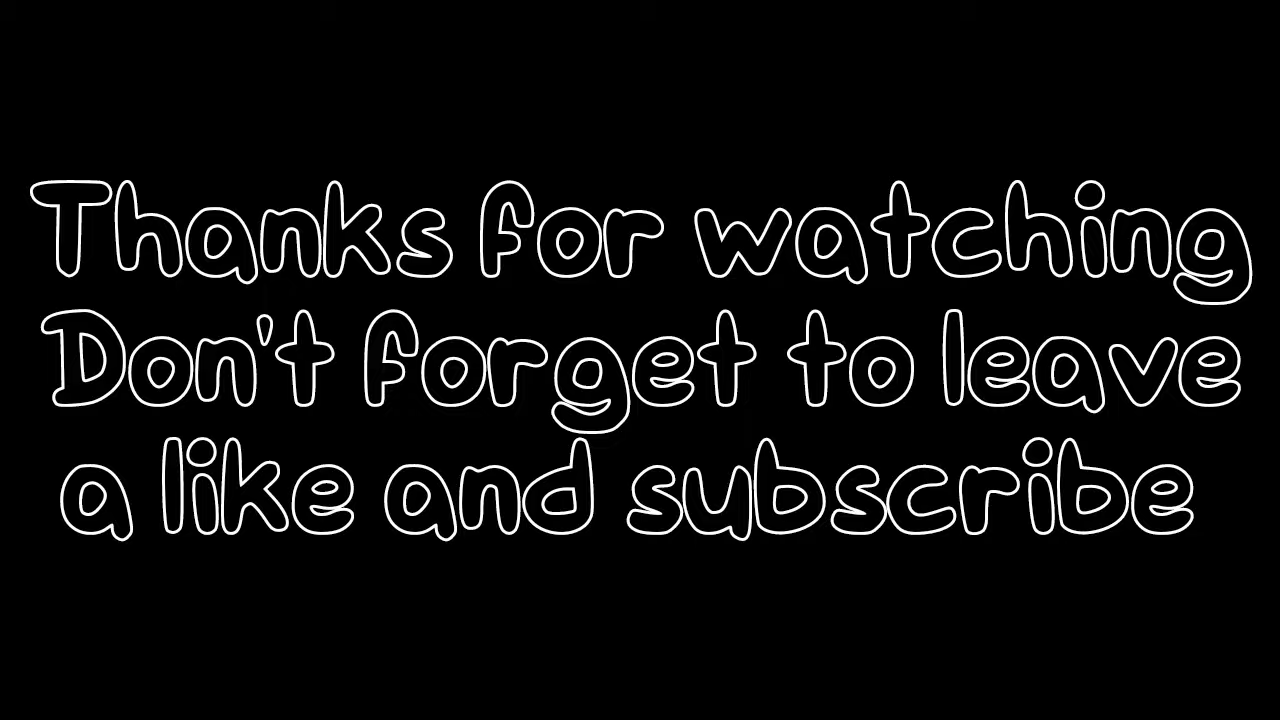 Thanks for watching
Don't forget to leave
a like and subscribe